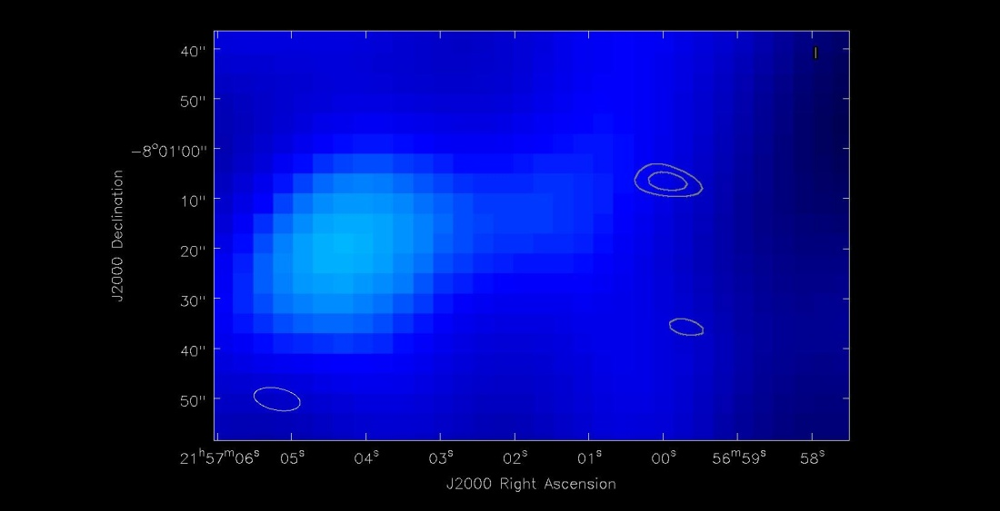 I
40"
50"
−8°01'00"
10"
20"
30"
40"
50"
J2000 Declination
21ʰ57ᵐ06ˢ 05ˢ 04ˢ 03ˢ 02ˢ 01ˢ 00ˢ 56ᵐ59ˢ 58ˢ
J2000 Right Ascension